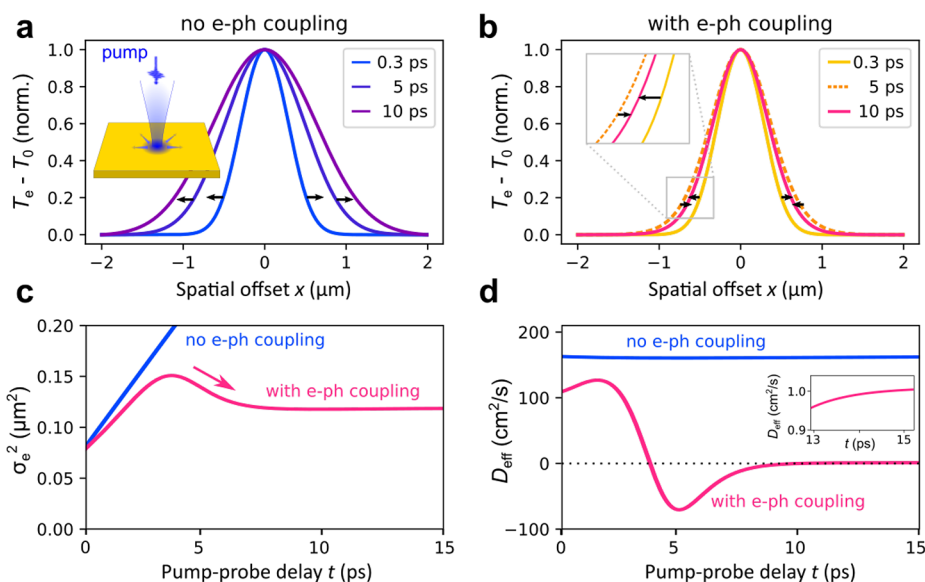 a
no e-ph coupling
pump
0.3 ps
5 ps
10 ps
Tₑ - T₀ (norm.)
1.0
0.8
0.6
0.4
0.2
0.0
−2 −1 0 1 2
Spatial offset x (μm)
b
with e-ph coupling
0.3 ps
5 ps
10 ps
Tₑ - T₀ (norm.)
1.0
0.8
0.6
0.4
0.2
0.0
−2 −1 0 1 2
Spatial offset x (μm)
c
no e-ph coupling
with e-ph coupling
σₑ² (μm²)
0.20
0.15
0.10
0.05
0.00
0 5 10 15
Pump-probe delay t (ps)
d
no e-ph coupling
with e-ph coupling
D_eff (cm²/s)
200
100
0
−100
0 5 10 15
Pump-probe delay t (ps)
D_eff (cm²/s)
1.0
0.9
13 15
t (ps)